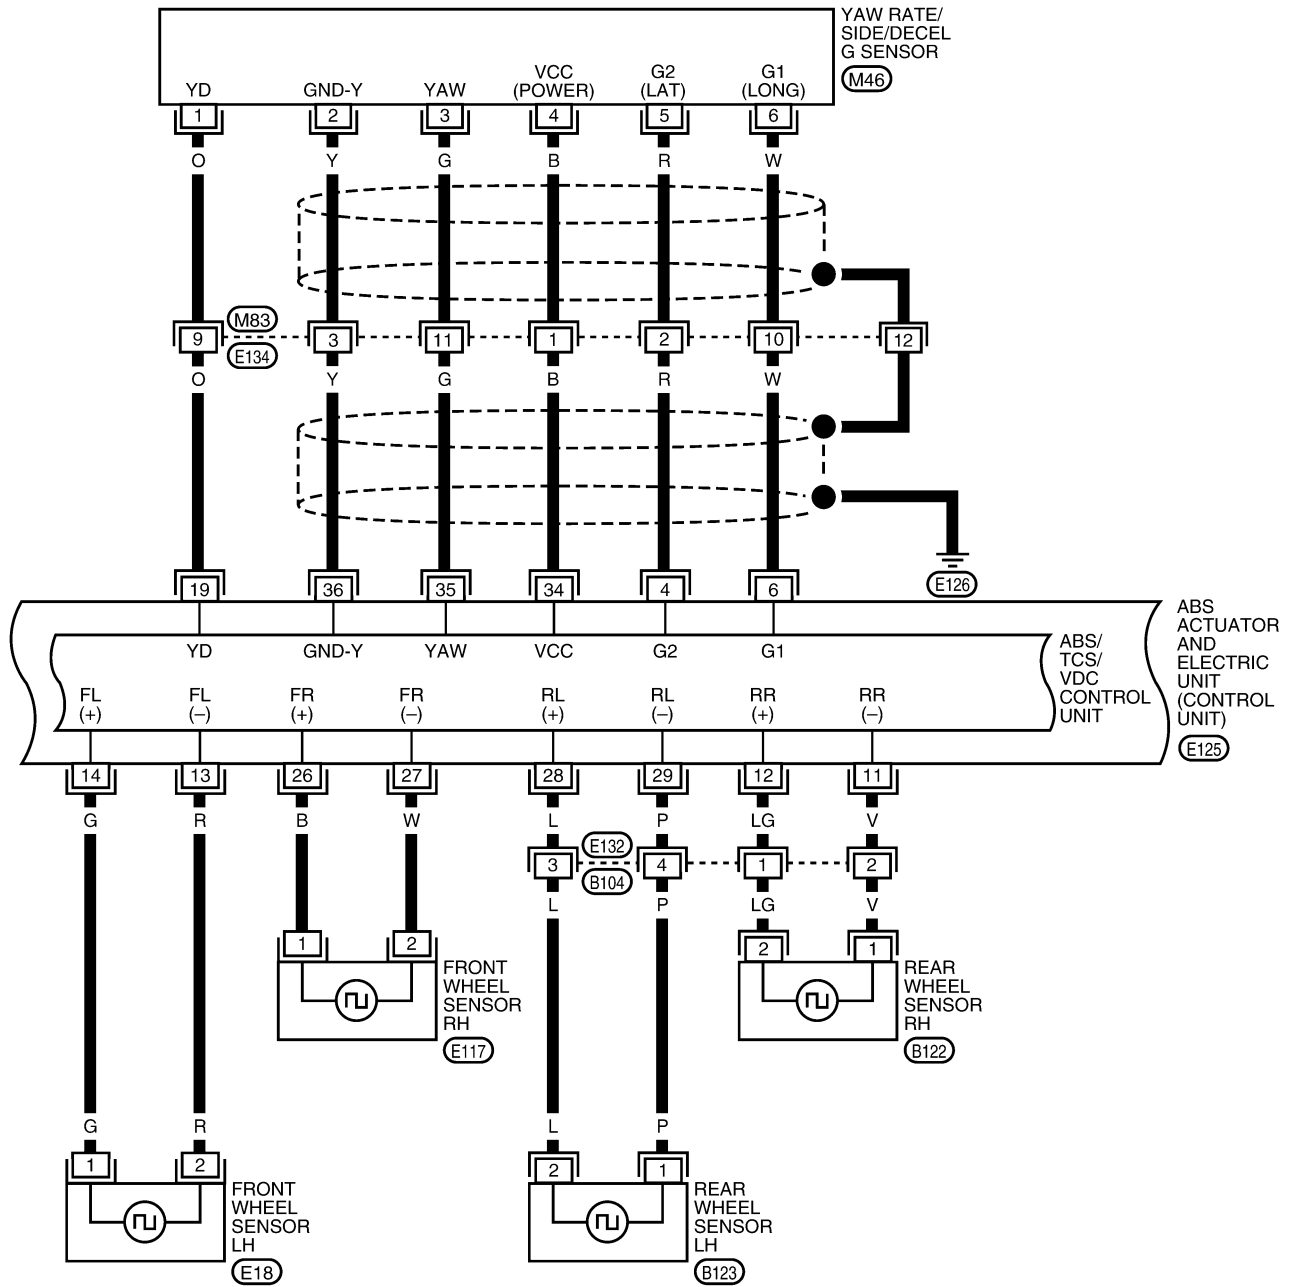 YAW RATE/
SIDE/DECEL
G SENSOR
M46
YD GND-Y YAW VCC (POWER) G2 (LAT) G1 (LONG)
1 2 3 4 5 6
O Y G B R W
M83
9 3 11 1 2 10 12
E134
O Y G B R W
E126
19 36 35 34 4 6
ABS
ACTUATOR
AND
ELECTRIC
UNIT
(CONTROL
UNIT)
E125
YD GND-Y YAW VCC G2 G1
ABS/
TCS/
VDC
CONTROL
UNIT
FL FL FR FR RL RL RR RR
(+) (–) (+) (–) (+) (–) (+) (–)
14 13 26 27 28 29 12 11
G R B W L P LG V
E132
3 4 1 2
B104
L P LG V
1 2 2 1
FRONT
WHEEL
SENSOR
RH
E117
REAR
WHEEL
SENSOR
RH
B122
G R L P
1 2 2 1
FRONT
WHEEL
SENSOR
LH
E18
REAR
WHEEL
SENSOR
LH
B123